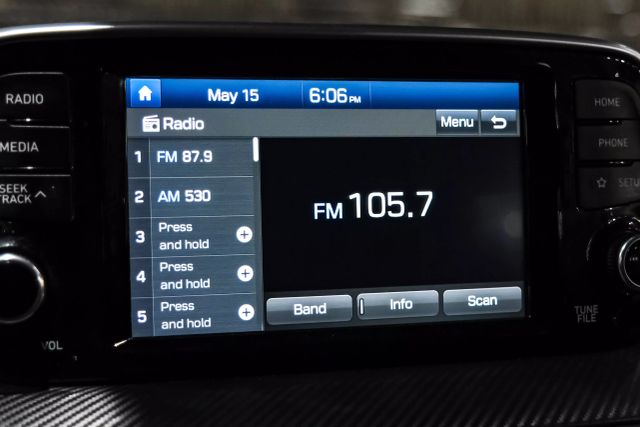 May 15
6:06 PM
RADIO
HOME
Radio
Menu
MEDIA
PHONE
1 FM 87.9
SEEK
TRACK
SETU
2 AM 530
FM 105.7
3 Press
and hold
4 Press
and hold
5 Press
and hold
Band
Info
Scan
VOL
TUNE
FILE